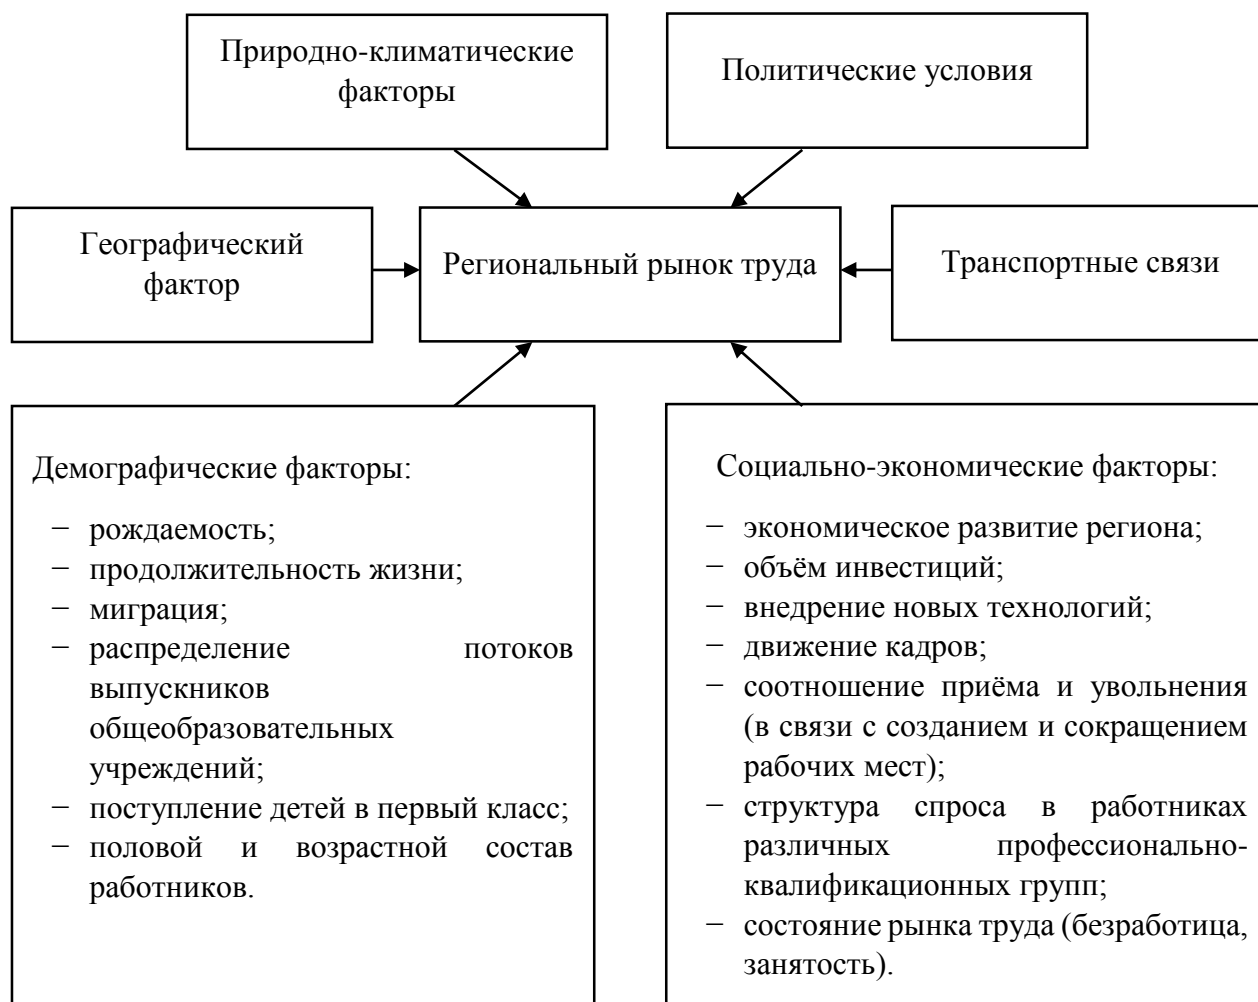 Природно-климатические
факторы
Политические условия
Географический
фактор
Региональный рынок труда
Транспортные связи
Демографические факторы:
− рождаемость;
− продолжительность жизни;
− миграция;
− распределение потоков
выпускников
общеобразовательных
учреждений;
− поступление детей в первый класс;
− половой и возрастной состав
работников.
Социально-экономические факторы:
− экономическое развитие региона;
− объём инвестиций;
− внедрение новых технологий;
− движение кадров;
− соотношение приёма и увольнения
(в связи с созданием и сокращением
рабочих мест);
− структура спроса в работниках
различных профессионально-
квалификационных групп;
− состояние рынка труда (безработица,
занятость).